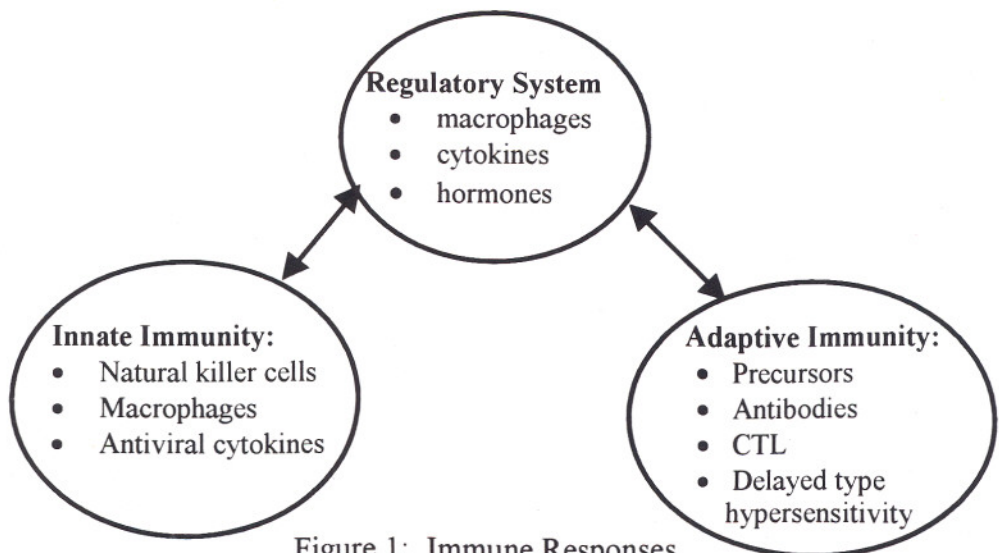 Regulatory System
• macrophages
• cytokines
• hormones
Innate Immunity:
• Natural killer cells
• Macrophages
• Antiviral cytokines
Adaptive Immunity:
• Precursors
• Antibodies
• CTL
• Delayed type
hypersensitivity
Figure 1: Immune Responses